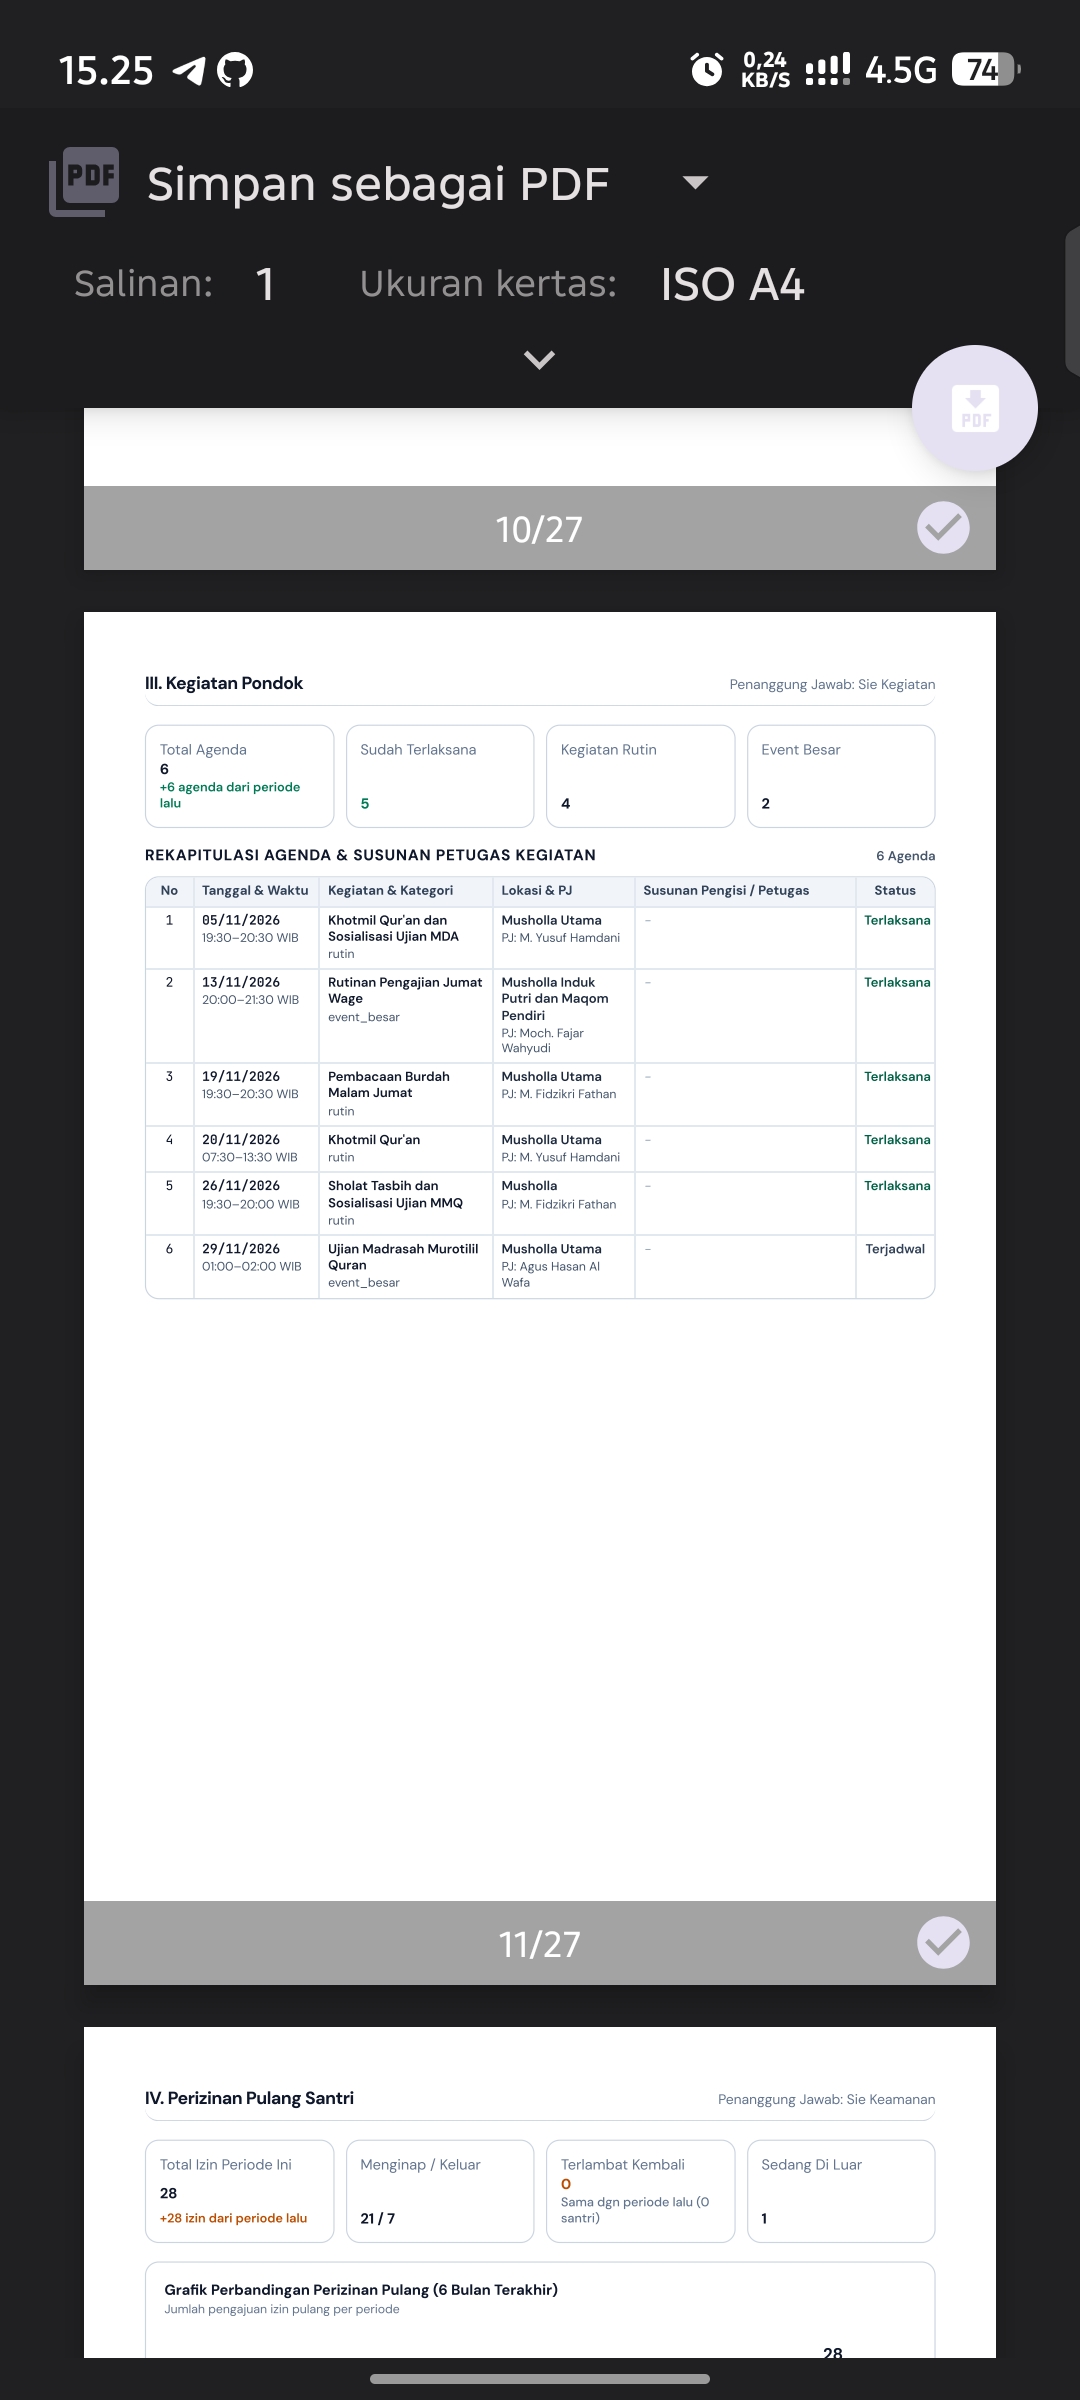 15.25
0,24
KB/S
4.5G
74
PDF
Simpan sebagai PDF
Salinan: 1 Ukuran kertas: ISO A4
PDF
10/27
III. Kegiatan Pondok
Penanggung Jawab: Sie Kegiatan
Total Agenda
6
+6 agenda dari periode
lalu
Sudah Terlaksana
5
Kegiatan Rutin
4
Event Besar
2
REKAPITULASI AGENDA & SUSUNAN PETUGAS KEGIATAN
6 Agenda
No Tanggal & Waktu Kegiatan & Kategori Lokasi & PJ Susunan Pengisi / Petugas Status
1
05/11/2026
19:30–20:30 WIB
Khotmil Qur'an dan
Sosialisasi Ujian MDA
rutin
Musholla Utama
PJ: M. Yusuf Hamdani
–
Terlaksana
2
13/11/2026
20:00–21:30 WIB
Rutinan Pengajian Jumat
Wage
event_besar
Musholla Induk
Putri dan Maqom
Pendiri
PJ: Moch. Fajar
Wahyudi
–
Terlaksana
3
19/11/2026
19:30–20:30 WIB
Pembacaan Burdah
Malam Jumat
rutin
Musholla Utama
PJ: M. Fidzikri Fathan
–
Terlaksana
4
20/11/2026
07:30–13:30 WIB
Khotmil Qur'an
rutin
Musholla Utama
PJ: M. Yusuf Hamdani
–
Terlaksana
5
26/11/2026
19:30–20:00 WIB
Sholat Tasbih dan
Sosialisasi Ujian MMQ
rutin
Musholla
PJ: M. Fidzikri Fathan
–
Terlaksana
6
29/11/2026
01:00–02:00 WIB
Ujian Madrasah Murotilil
Quran
event_besar
Musholla Utama
PJ: Agus Hasan Al
Wafa
–
Terjadwal
11/27
IV. Perizinan Pulang Santri
Penanggung Jawab: Sie Keamanan
Total Izin Periode Ini
28
+28 izin dari periode lalu
Menginap / Keluar
21 / 7
Terlambat Kembali
0
Sama dgn periode lalu (0
santri)
Sedang Di Luar
1
Grafik Perbandingan Perizinan Pulang (6 Bulan Terakhir)
Jumlah pengajuan izin pulang per periode
28